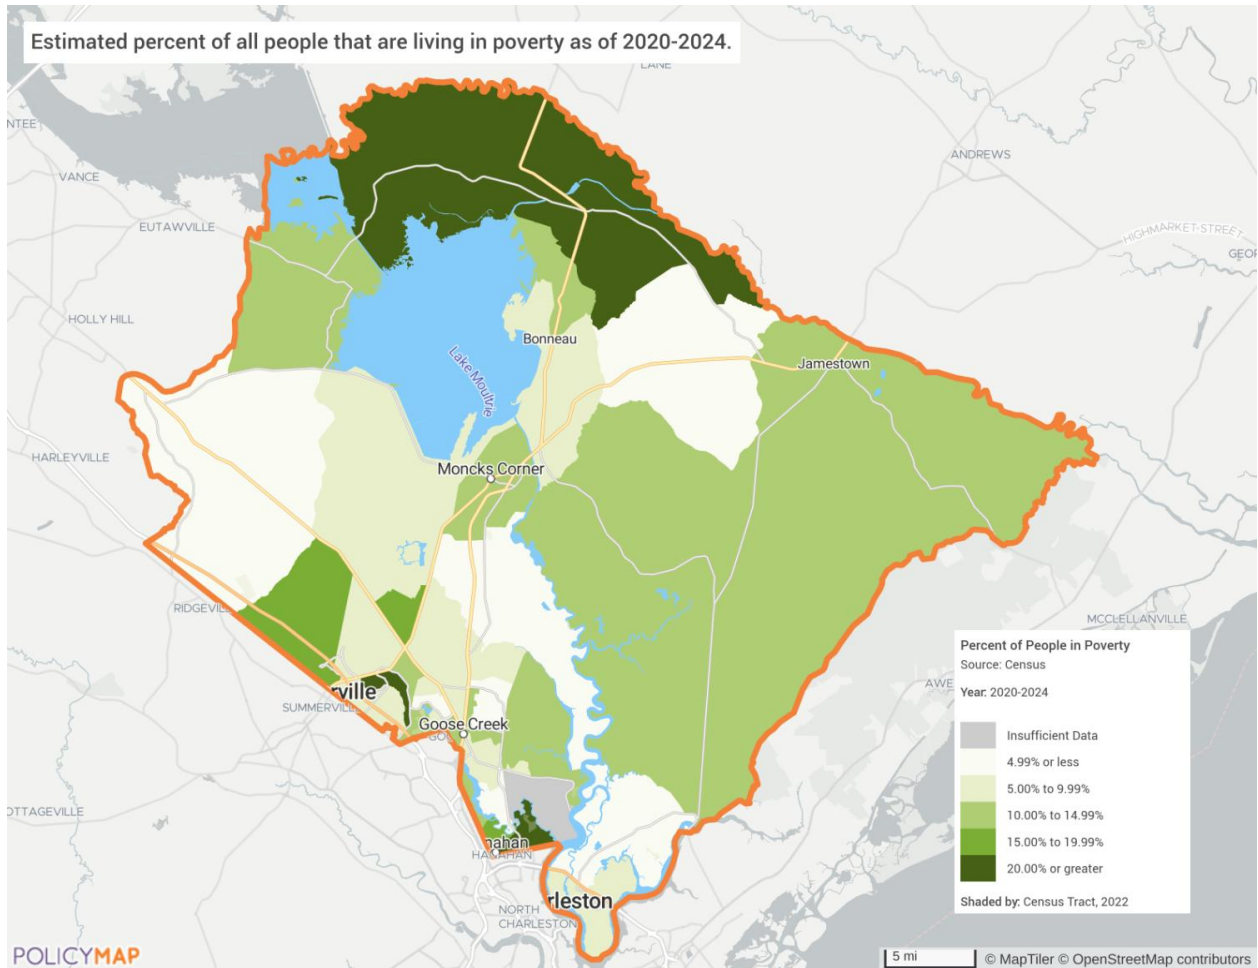 Estimated percent of all people that are living in poverty as of 2020-2024.
LANE
NTEE
ANDREWS
VANCE
EUTAWVILLE
HIGHMARKET-STREET
GEOR
HOLLY HILL
Bonneau
Lake Moultrie
Jamestown
HARLEYVILLE
Moncks Corner
RIDGEVIL
MCCLELLANVILLE
AWE
rville
SUMMERVILLE
Goose Creek
GO
OTTAGEVILLE
nahan
HANAHAN
rleston
NORTH
CHARLESTON
Percent of People in Poverty
Source: Census
Year: 2020-2024
Insufficient Data
4.99% or less
5.00% to 9.99%
10.00% to 14.99%
15.00% to 19.99%
20.00% or greater
Shaded by: Census Tract, 2022
POLICYMAP
5 mi
© MapTiler © OpenStreetMap contributors